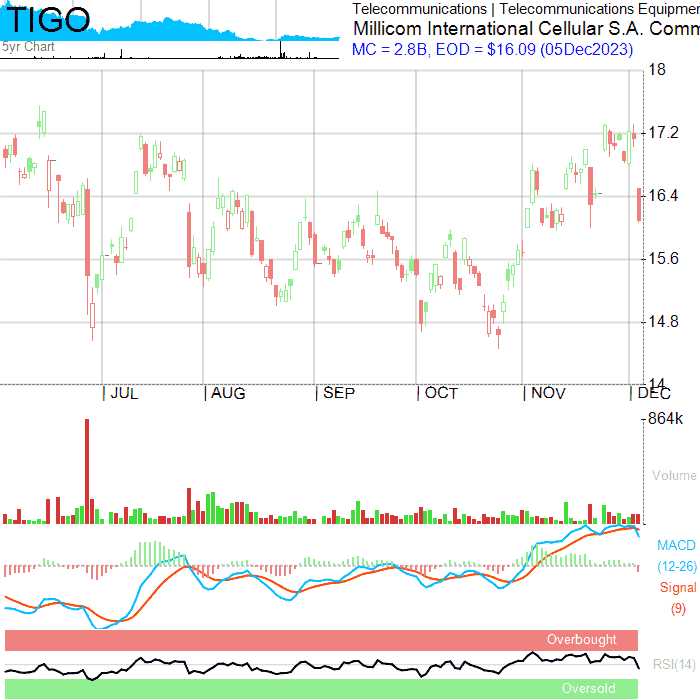 TIGO
5yr Chart
Telecommunications | Telecommunications Equipmen
Millicom International Cellular S.A. Comm
MC = 2.8B, EOD = $16.09 (05Dec2023)
18
17.2
16.4
15.6
14.8
14
JUL AUG SEP OCT NOV DEC
864k
Volume
MACD
(12-26)
Signal
(9)
Overbought
RSI(14)
Oversold